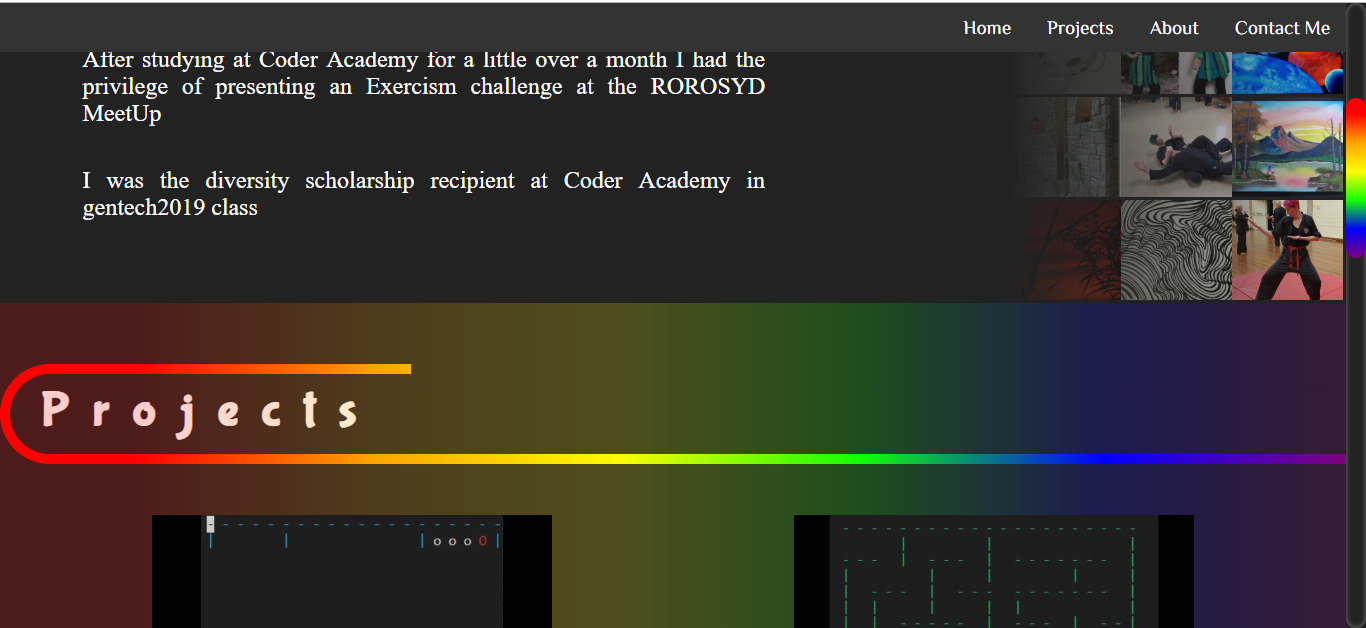 Home Projects About Contact Me
After studying at Coder Academy for a little over a month I had the
privilege of presenting an Exercism challenge at the ROROSYD
MeetUp
I was the diversity scholarship recipient at Coder Academy in
gentech2019 class
Projects
o o o 0